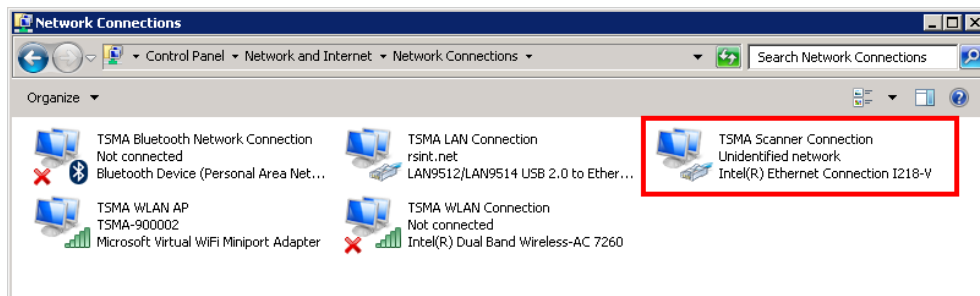 Network Connections
Control Panel Network and Internet Network Connections
Search Network Connections
Organize
TSMA Bluetooth Network Connection
Not connected
Bluetooth Device (Personal Area Net...
TSMA LAN Connection
rsint.net
LAN9512/LAN9514 USB 2.0 to Ether...
TSMA Scanner Connection
Unidentified network
Intel(R) Ethernet Connection I218-V
TSMA WLAN AP
TSMA-900002
Microsoft Virtual WiFi Miniport Adapter
TSMA WLAN Connection
Not connected
Intel(R) Dual Band Wireless-AC 7260